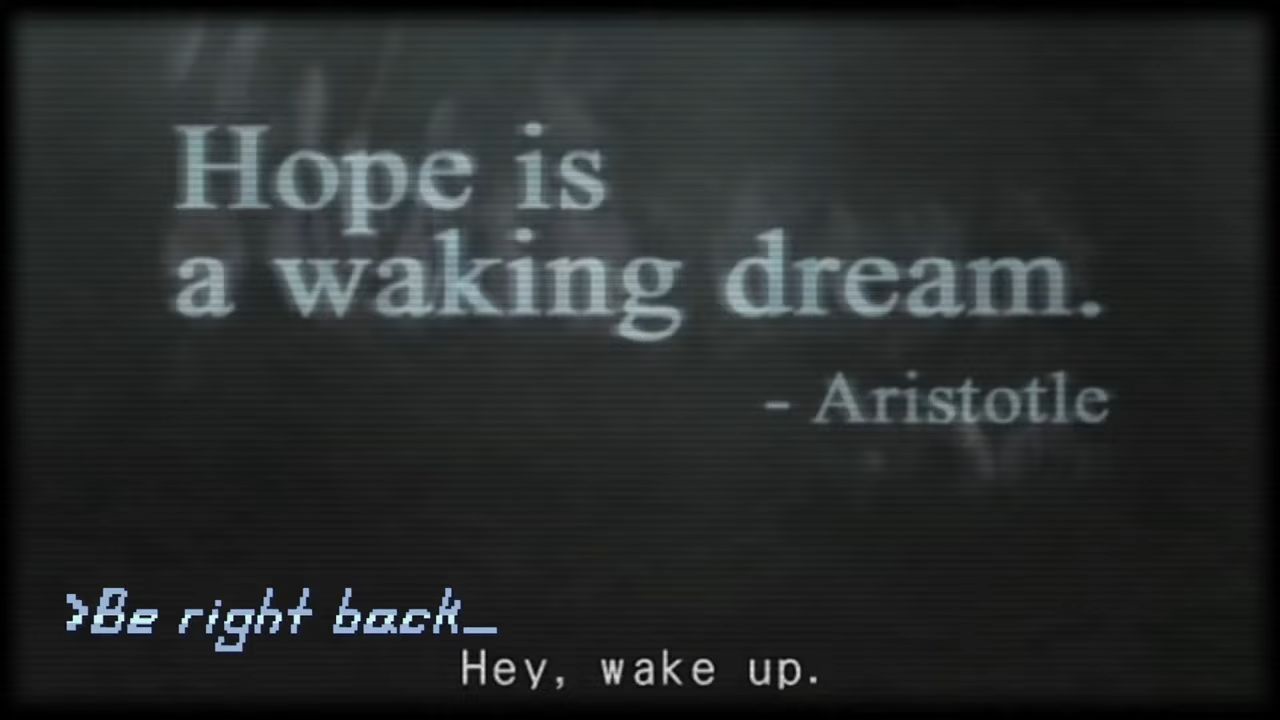 Hope is
a waking dream.
- Aristotle
>Be right back_
Hey, wake up.